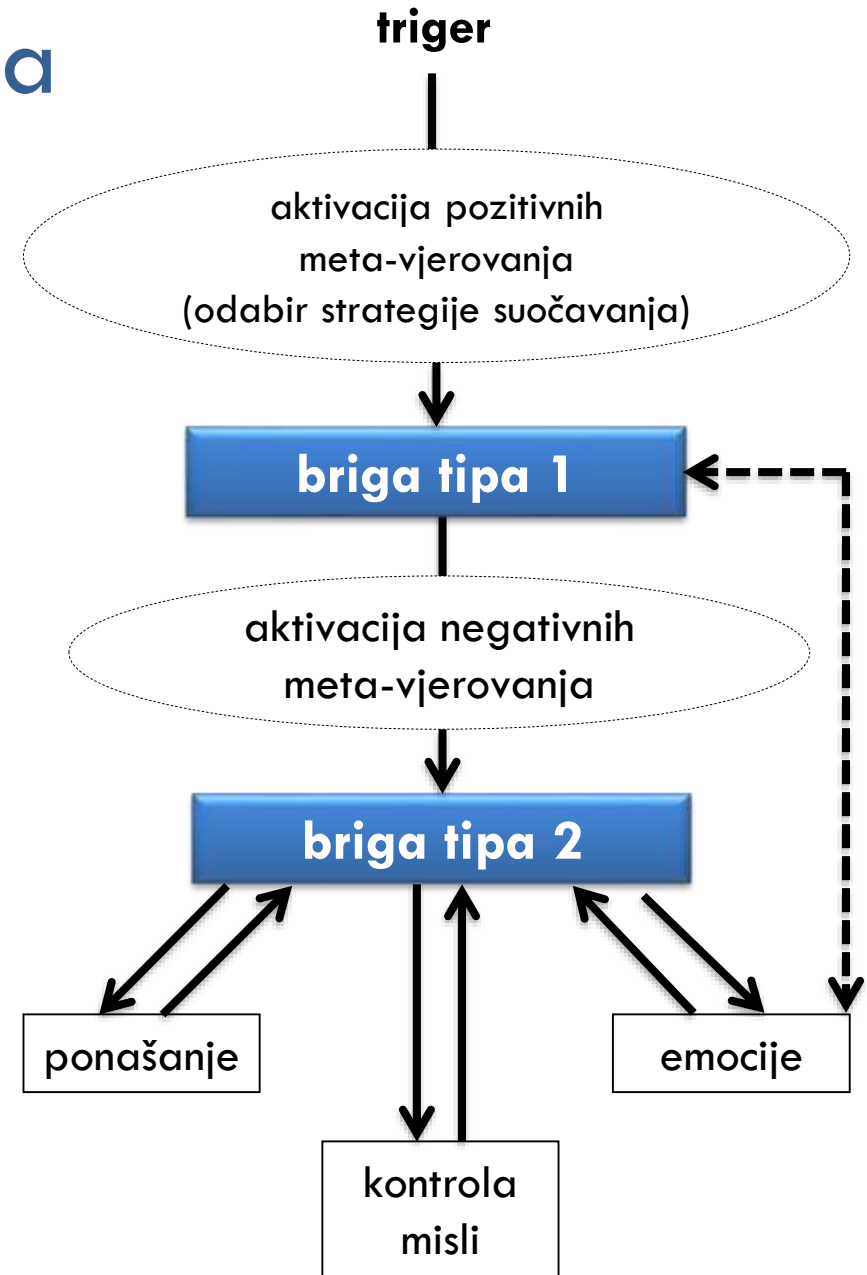 triger
a
aktivacija pozitivnih
meta-vjerovanja
(odabir strategije suočavanja)
briga tipa 1
aktivacija negativnih
meta-vjerovanja
briga tipa 2
ponašanje
emocije
kontrola
misli